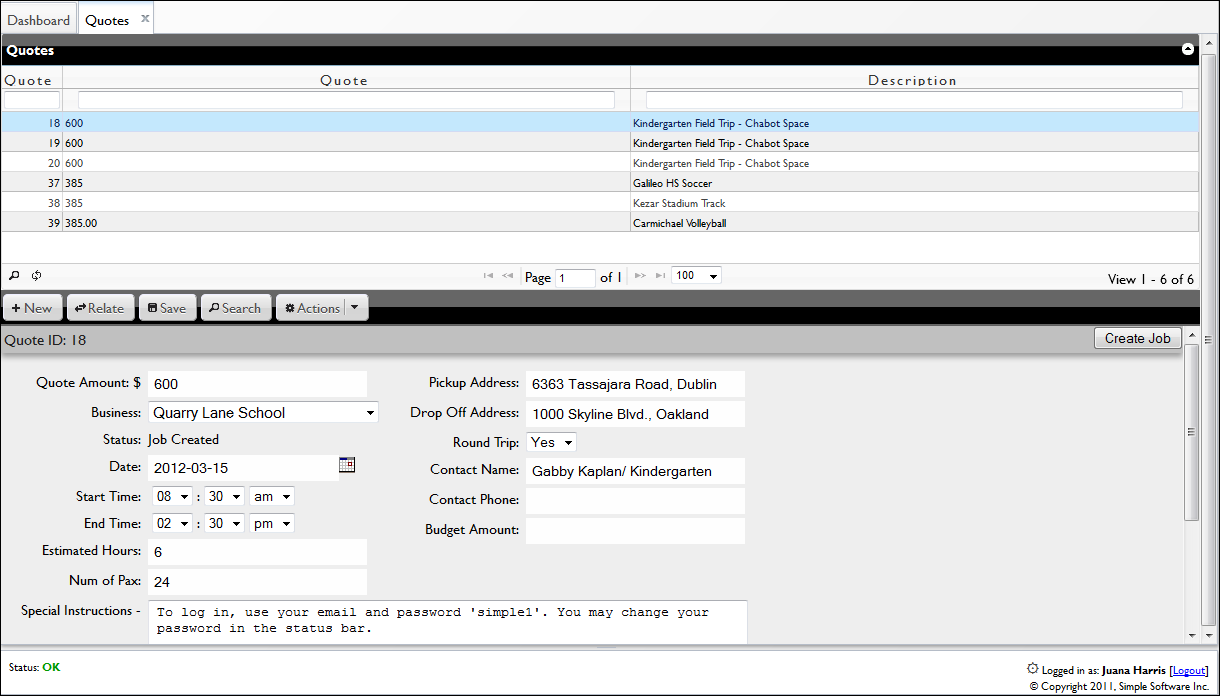 Dashboard Quotes x
Quotes
Quote Quote Description
18 600 Kindergarten Field Trip - Chabot Space
19 600 Kindergarten Field Trip - Chabot Space
20 600 Kindergarten Field Trip - Chabot Space
37 385 Galileo HS Soccer
38 385 Kezar Stadium Track
39 385.00 Carmichael Volleyball
Page 1 of 1 100 View 1 - 6 of 6
+ New Relate Save Search Actions
Quote ID: 18 Create Job
Quote Amount: $ 600
Business: Quarry Lane School
Status: Job Created
Date: 2012-03-15
Start Time: 08 : 30 am
End Time: 02 : 30 pm
Estimated Hours: 6
Num of Pax: 24
Pickup Address: 6363 Tassajara Road, Dublin
Drop Off Address: 1000 Skyline Blvd., Oakland
Round Trip: Yes
Contact Name: Gabby Kaplan/ Kindergarten
Contact Phone:
Budget Amount:
Special Instructions - To log in, use your email and password 'simple1'. You may change your
password in the status bar.
Status: OK
Logged in as: Juana Harris [Logout]
© Copyright 2011, Simple Software Inc.